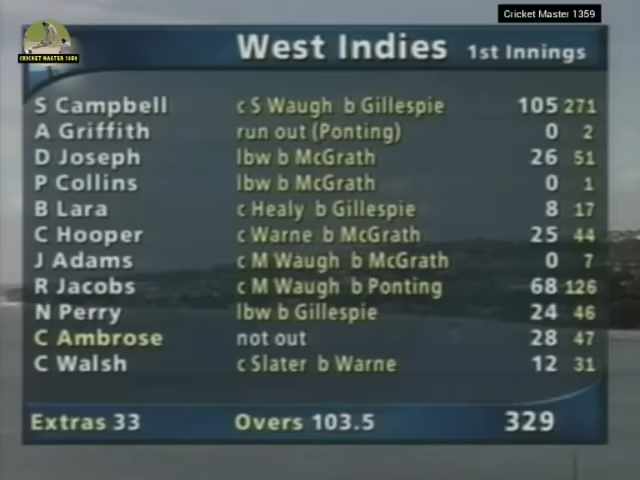 Cricket Master 1359
CRICKET MASTER 1359
West Indies 1st Innings
S Campbell c S Waugh b Gillespie 105 271
A Griffith run out (Ponting) 0 2
D Joseph lbw b McGrath 26 51
P Collins lbw b McGrath 0 1
B Lara c Healy b Gillespie 8 17
C Hooper c Warne b McGrath 25 44
J Adams c M Waugh b McGrath 0 7
R Jacobs c M Waugh b Ponting 68 126
N Perry lbw b Gillespie 24 46
C Ambrose not out 28 47
C Walsh c Slater b Warne 12 31
Extras 33 Overs 103.5 329